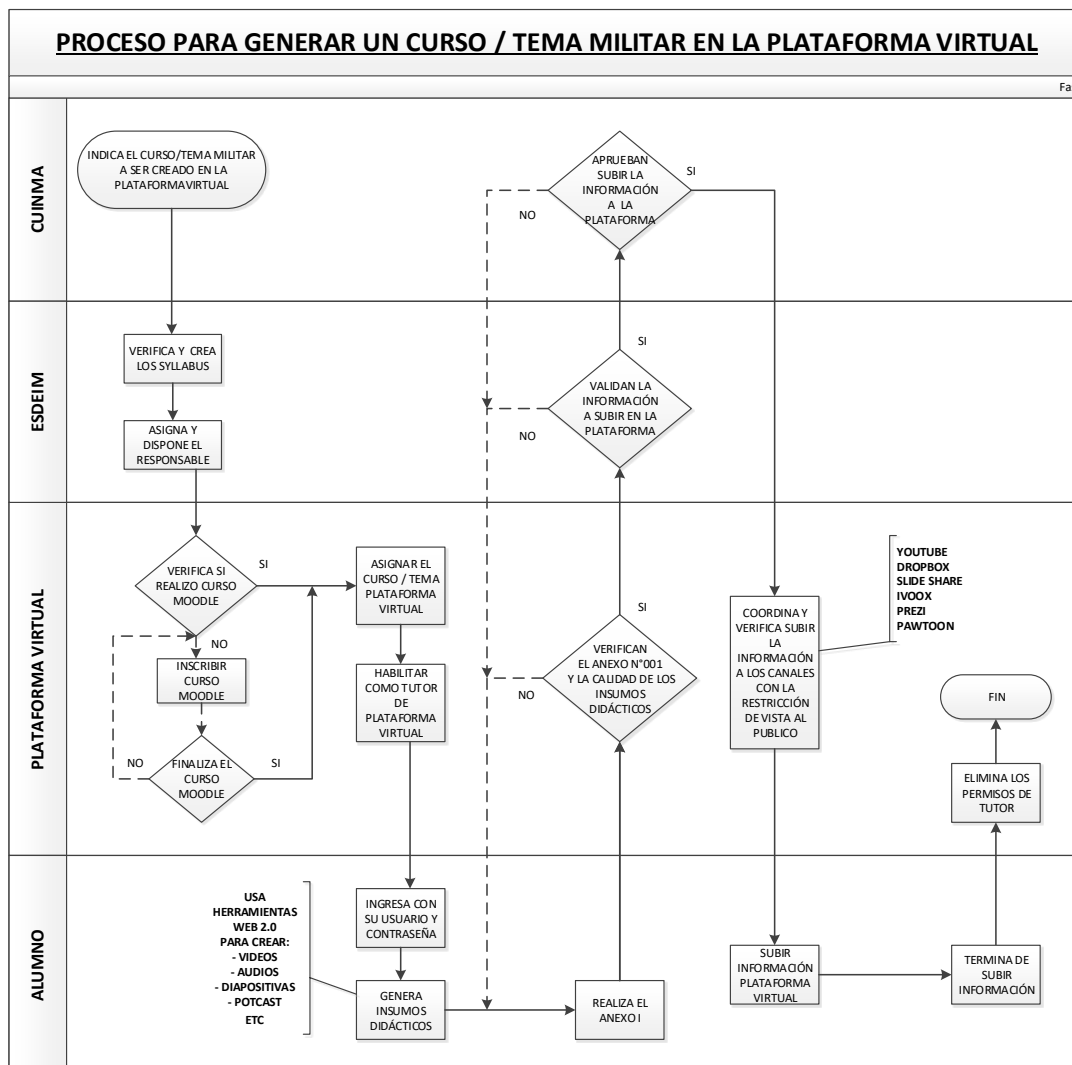 PROCESO PARA GENERAR UN CURSO / TEMA MILITAR EN LA PLATAFORMA VIRTUAL
Fa
CUINMA
INDICA EL CURSO/TEMA MILITAR
A SER CREADO EN LA
PLATAFORMA VIRTUAL
APRUEBAN
SUBIR LA
INFORMACIÓN
A LA
PLATAFORMA
SI
NO
ESDEIM
VERIFICA Y CREA
LOS SYLLABUS
ASIGNA Y
DISPONE EL
RESPONSABLE
SI
VALIDAN LA
INFORMACIÓN
A SUBIR EN LA
PLATAFORMA
NO
PLATAFORMA VIRTUAL
VERIFICA SI
REALIZO CURSO
MOODLE
SI
NO
INSCRIBIR
CURSO
MOODLE
FINALIZA EL
CURSO
MOODLE
NO
SI
ASIGNAR EL
CURSO / TEMA
PLATAFORMA
VIRTUAL
HABILITAR
COMO TUTOR
DE
PLATAFORMA
VIRTUAL
SI
VERIFICAN
EL ANEXO N°001
Y LA CALIDAD DE LOS
INSUMOS
DIDÁCTICOS
NO
COORDINA Y
VERIFICA SUBIR
LA
INFORMACIÓN
A LOS CANALES
CON LA
RESTRICCIÓN
DE VISTA AL
PUBLICO
YOUTUBE
DROPBOX
SLIDE SHARE
IVOOX
PREZI
PAWTOON
FIN
ELIMINA LOS
PERMISOS DE
TUTOR
ALUMNO
USA
HERRAMIENTAS
WEB 2.0
PARA CREAR:
- VIDEOS
- AUDIOS
- DIAPOSITIVAS
- POTCAST
ETC
INGRESA CON
SU USUARIO Y
CONTRASEÑA
GENERA
INSUMOS
DIDÁCTICOS
REALIZA EL
ANEXO I
SUBIR
INFORMACIÓN
PLATAFORMA
VIRTUAL
TERMINA DE
SUBIR
INFORMACIÓN